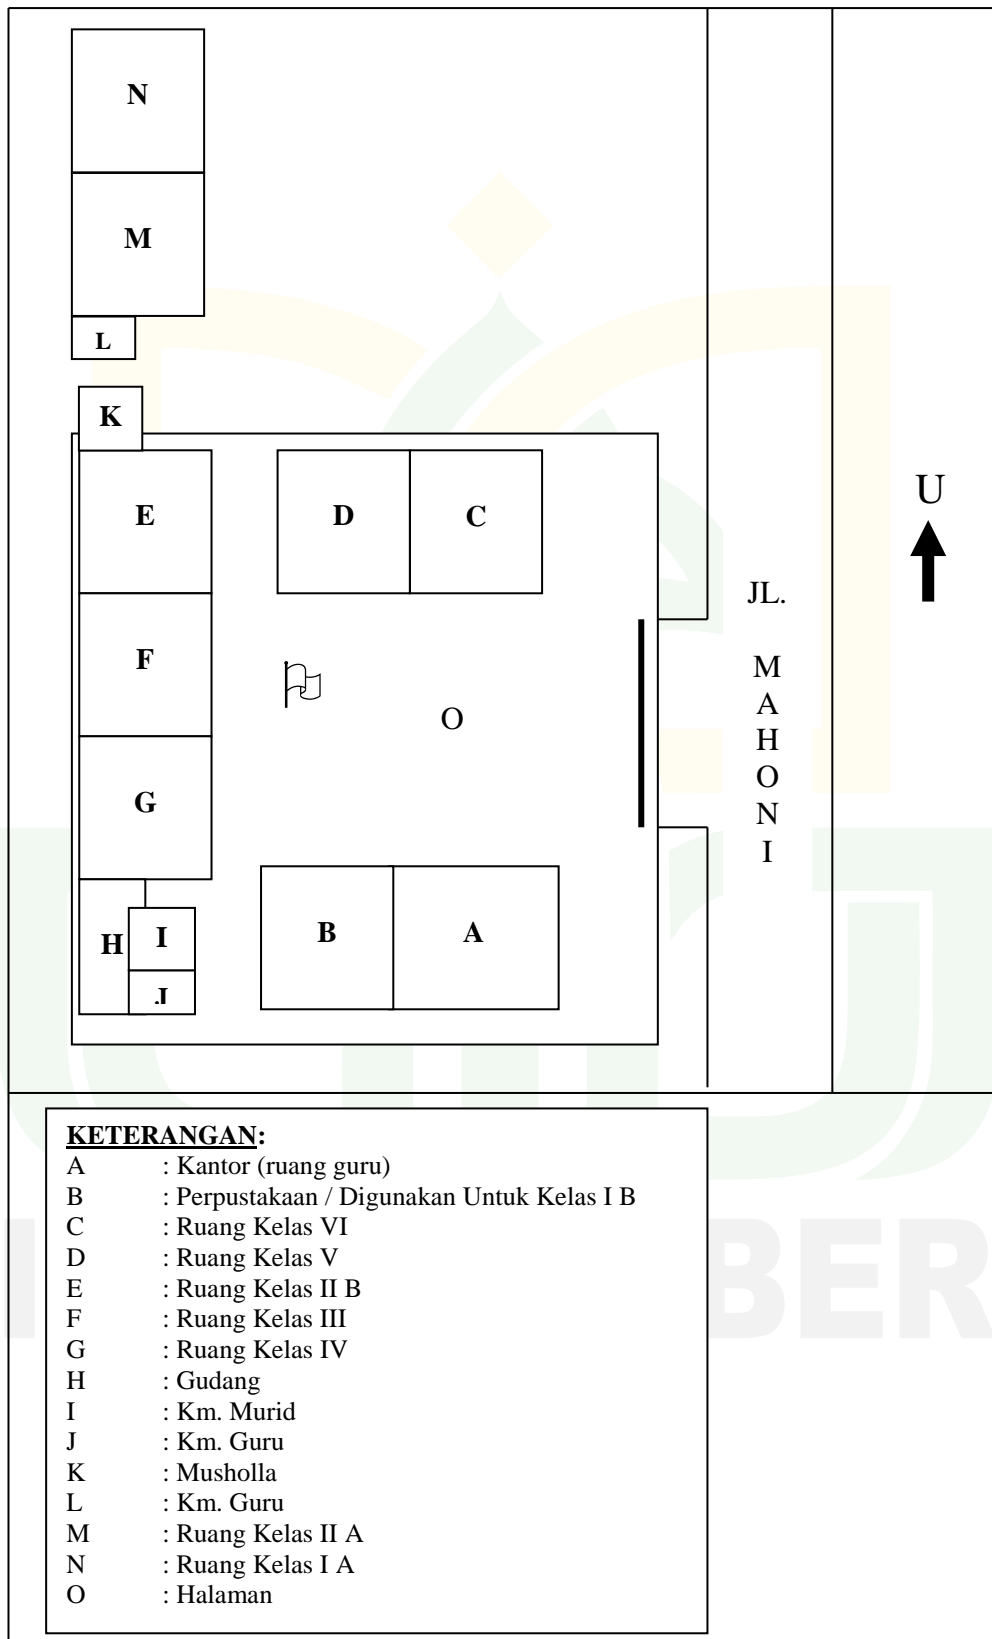 N
M
L
K
E
D
C
U
JL.
F
M
A
H
O
N
I
O
G
B
A
H
I
J
KETERANGAN:
A : Kantor (ruang guru)
B : Perpustakaan / Digunakan Untuk Kelas I B
C : Ruang Kelas VI
D : Ruang Kelas V
E : Ruang Kelas II B
F : Ruang Kelas III
G : Ruang Kelas IV
H : Gudang
I : Km. Murid
J : Km. Guru
K : Musholla
L : Km. Guru
M : Ruang Kelas II A
N : Ruang Kelas I A
O : Halaman
BER